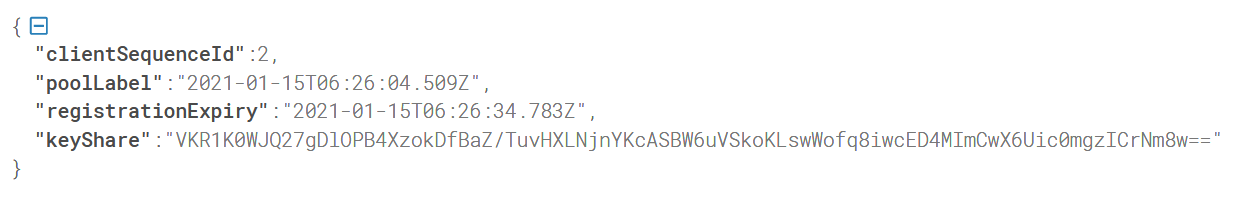 {
"clientSequenceId":2,
"poolLabel":"2021-01-15T06:26:04.509Z",
"registrationExpiry":"2021-01-15T06:26:34.783Z",
"keyShare":"VKR1K0WJQ27gDlOPB4XzokDfBaZ/TuvHXLNjnYKcASBW6uVSkoKLswWofq8iwcED4MImCwX6Uic0mgzICrNm8w=="
}